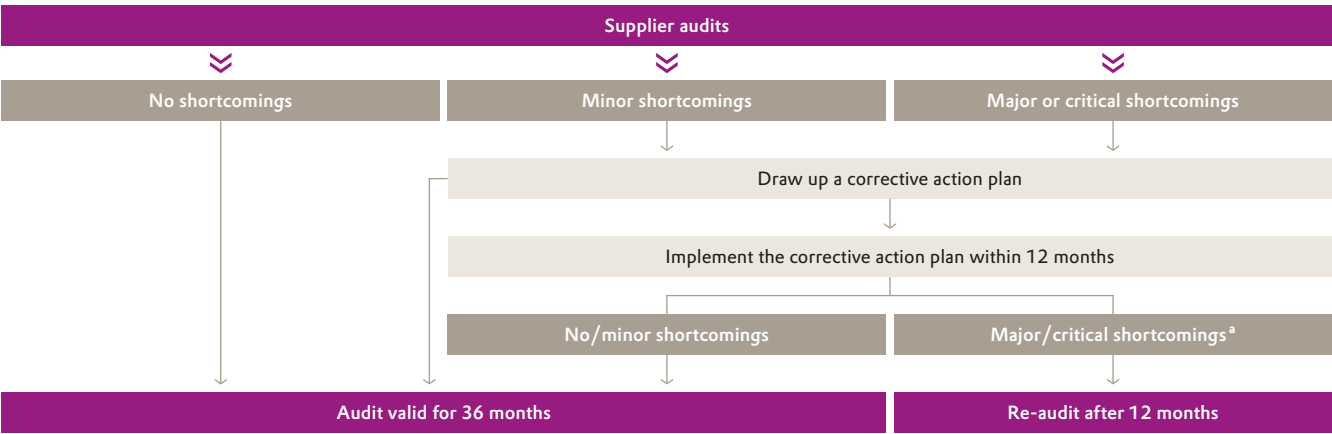 Supplier audits
No shortcomings
Minor shortcomings
Major or critical shortcomings
Draw up a corrective action plan
Implement the corrective action plan within 12 months
No/minor shortcomings
Major/critical shortcomings ª
Audit valid for 36 months
Re-audit after 12 months